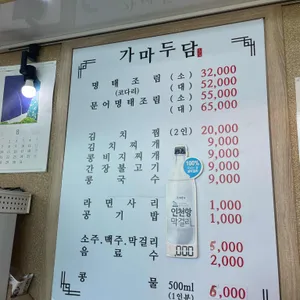 가마두담
명태조림 (소) 32,000
(코다리) (대) 52,000
문어명태조림 (소) 55,000
(대) 65,000
김치찜 (2인) 20,000
김치찌개 9,000
콩비지찌개 9,000
간장불고기 9,000
콩국수 9,000
라면사리 1,000
공기밥 1,000
소주,맥주,막걸리 5,000
음료수 2,000
콩물 500ml 6,000
(1인분)
100%
인천항
막걸리
,000